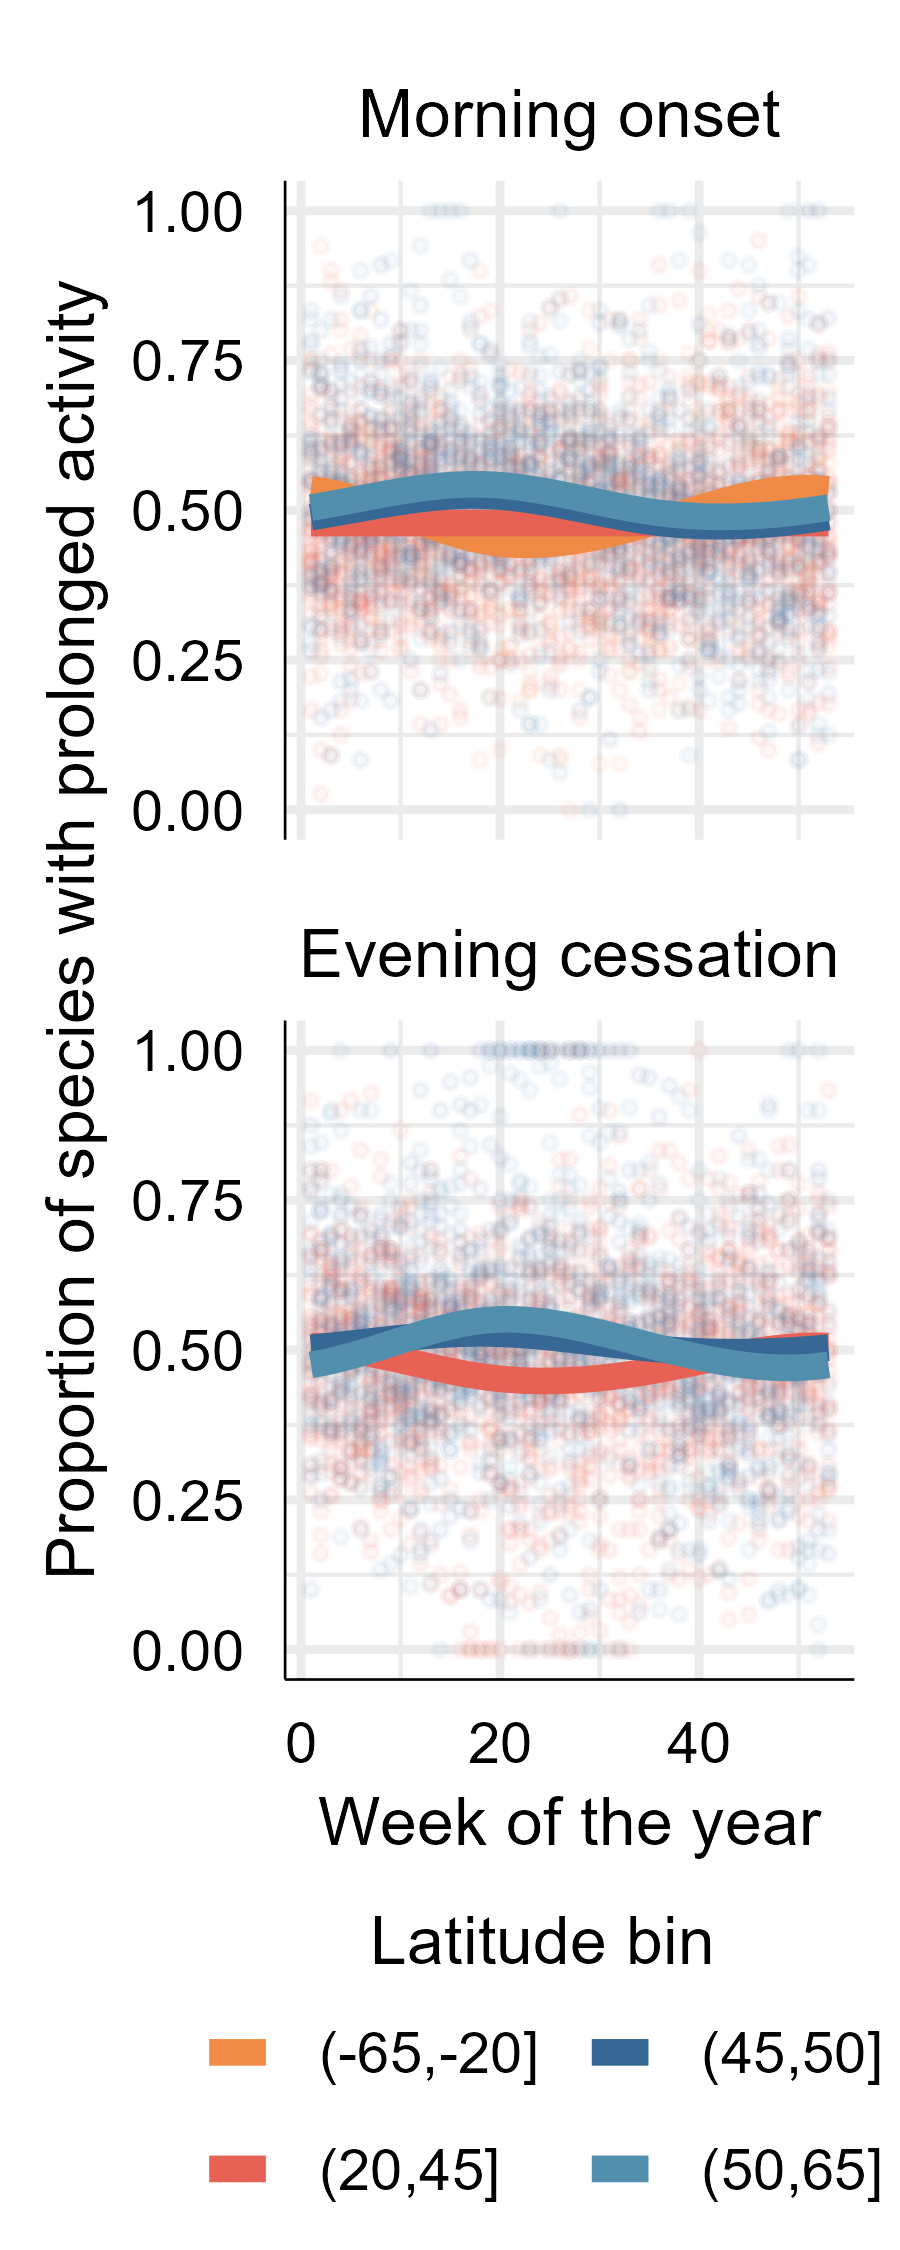 Morning onset
1.00
0.75
0.50
0.25
0.00
Proportion of species with prolonged activity
Evening cessation
1.00
0.75
0.50
0.25
0.00
0 20 40
Week of the year
Latitude bin
(-65,-20] (45,50]
(20,45] (50,65]